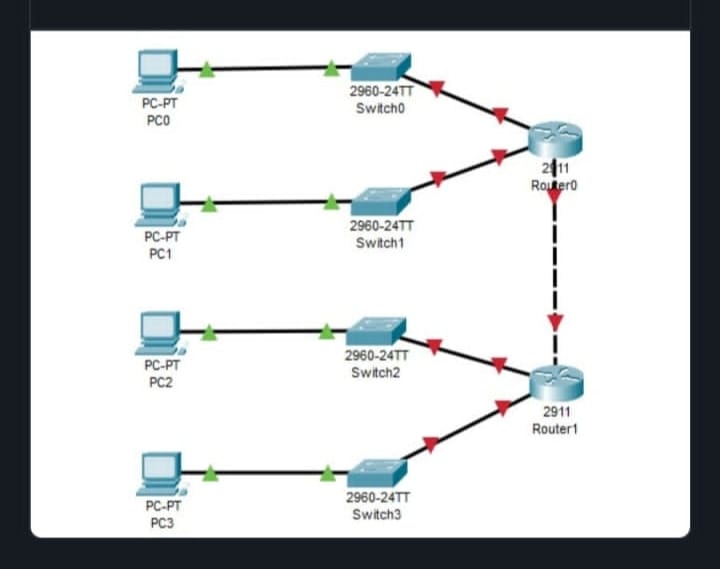 PC-PT
PC0
2960-24TT
Switch0
2911
Router0
PC-PT
PC1
2960-24TT
Switch1
PC-PT
PC2
2960-24TT
Switch2
2911
Router1
PC-PT
PC3
2960-24TT
Switch3